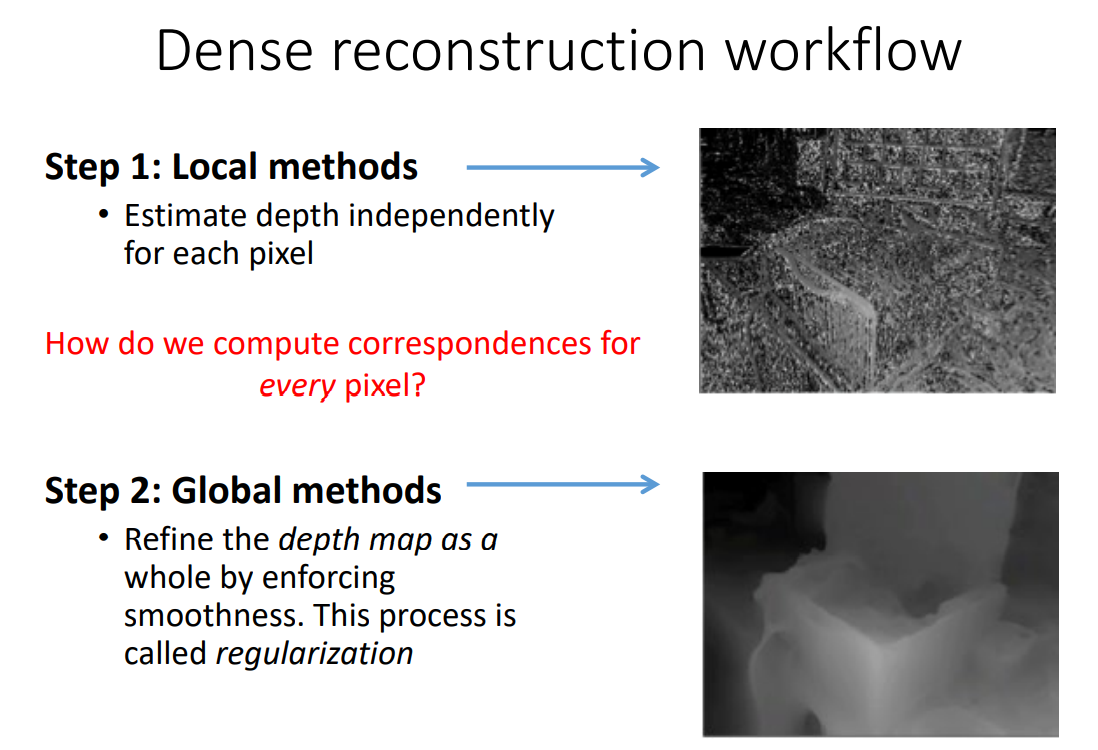 Dense reconstruction workflow
Step 1: Local methods
• Estimate depth independently
for each pixel
How do we compute correspondences for
every pixel?
Step 2: Global methods
• Refine the depth map as a
whole by enforcing
smoothness. This process is
called regularization